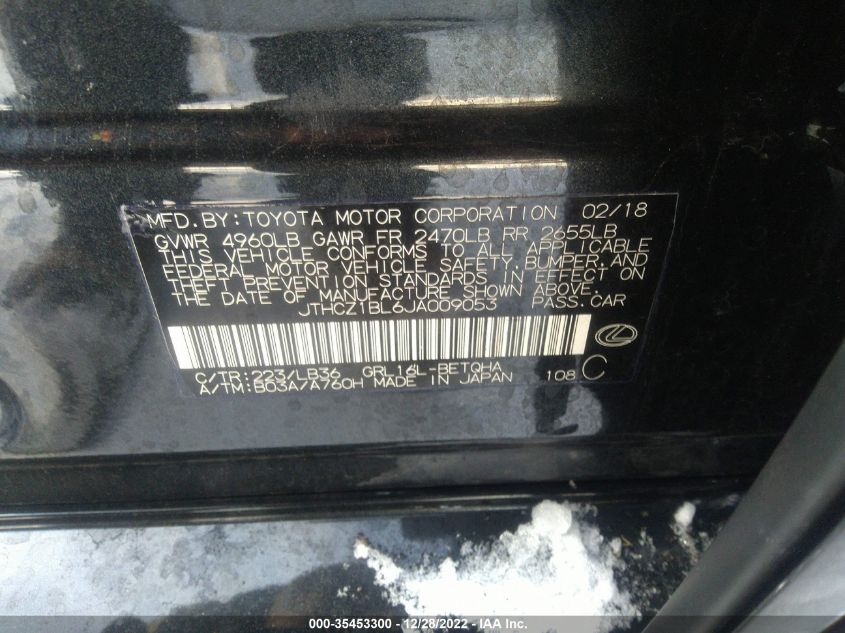 MFD. BY: TOYOTA MOTOR CORPORATION 02/18
GVWR 4960LB GAWR FR 2470LB RR 2655LB
THIS VEHICLE CONFORMS TO ALL APPLICABLE
FEDERAL MOTOR VEHICLE SAFETY, BUMPER, AND
THEFT PREVENTION STANDARDS IN EFFECT ON
THE DATE OF MANUFACTURE SHOWN ABOVE.
JTHCZ1BL6JA009053 PASS. CAR
C/TR: 223/LB36 GRL16L-BETQHA
A/TM: B03A/A760H MADE IN JAPAN 108 C
000-35453300 - 12/28/2022 - IAA Inc.